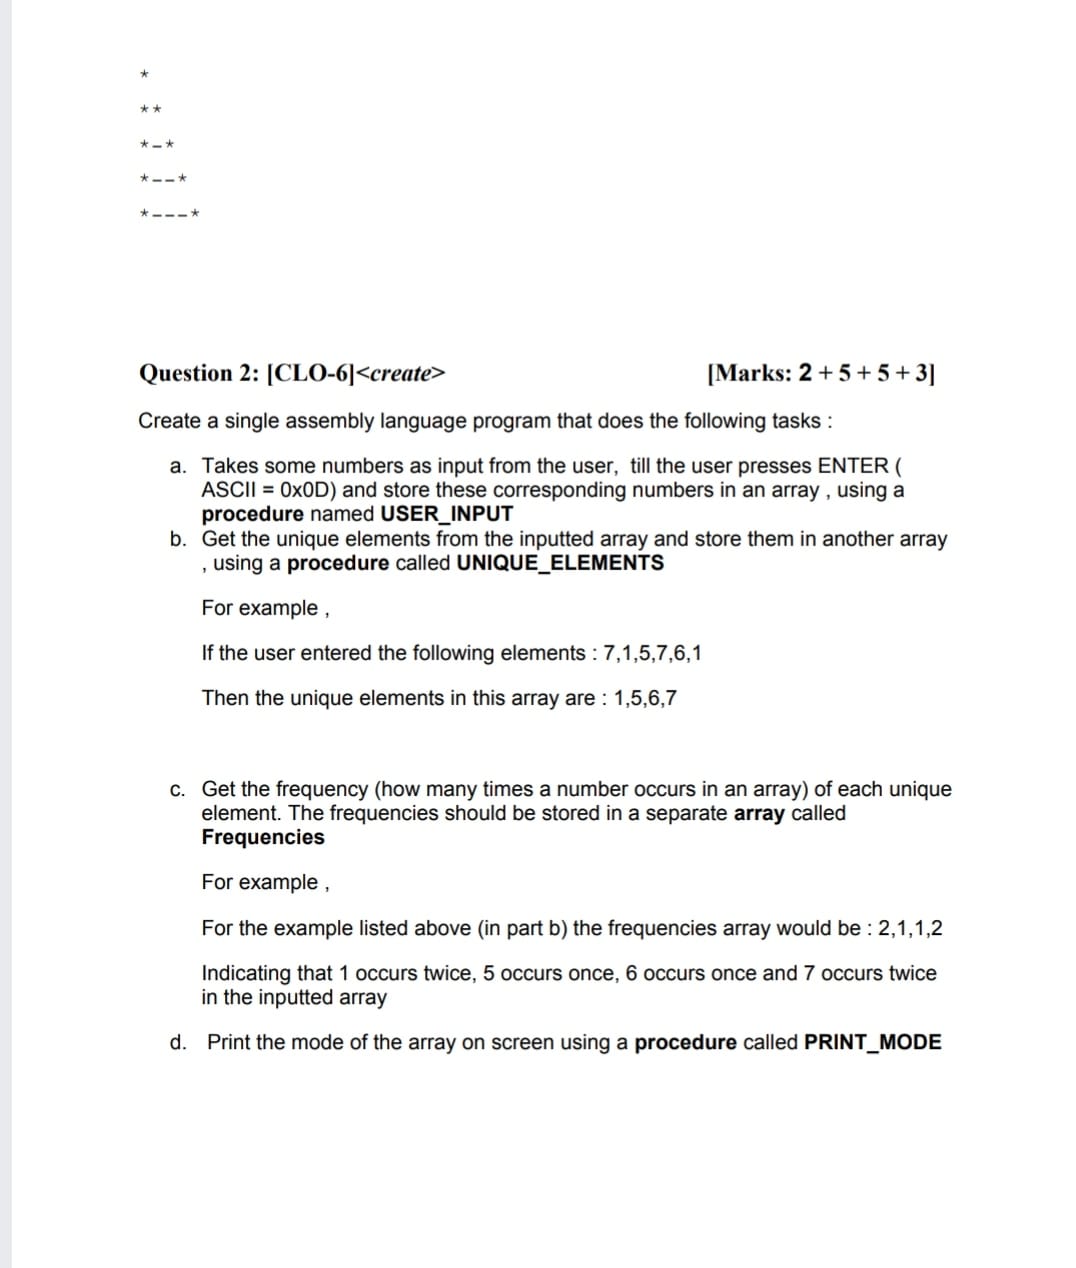 *
**
*–*
*––*
*–––*
Question 2: [CLO-6]<create> [Marks: 2 + 5 + 5 + 3]
Create a single assembly language program that does the following tasks :
a. Takes some numbers as input from the user, till the user presses ENTER (
ASCII = 0x0D) and store these corresponding numbers in an array , using a
procedure named USER_INPUT
b. Get the unique elements from the inputted array and store them in another array
, using a procedure called UNIQUE_ELEMENTS
For example ,
If the user entered the following elements : 7,1,5,7,6,1
Then the unique elements in this array are : 1,5,6,7
c. Get the frequency (how many times a number occurs in an array) of each unique
element. The frequencies should be stored in a separate array called
Frequencies
For example ,
For the example listed above (in part b) the frequencies array would be : 2,1,1,2
Indicating that 1 occurs twice, 5 occurs once, 6 occurs once and 7 occurs twice
in the inputted array
d. Print the mode of the array on screen using a procedure called PRINT_MODE